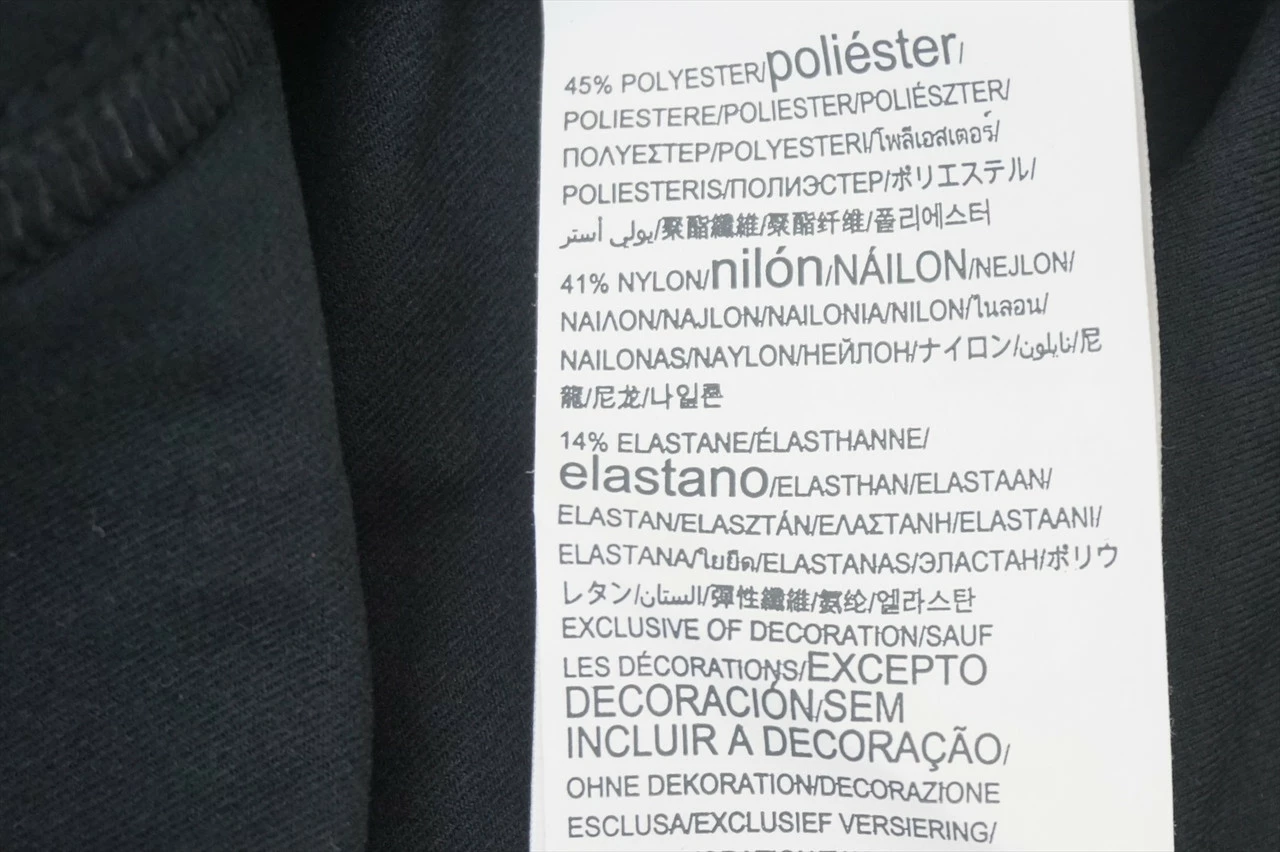 45% POLYESTER/poliéster/
POLIESTERE/POLIESTER/POLIÉSZTER/
ΠΟΛΥΕΣΤΕΡ/POLYESTERI/โพลีเอสเตอร์/
POLIESTERIS/ПОЛИЭСТЕР/ポリエステル/
بولي أستر/聚酯纖維/聚酯纤维/폴리에스터
41% NYLON/nilón/NÁILON/NEJLON/
ΝΑΙΛΟΝ/NAJLON/NAILONIA/NILON/ไนลอน/
NAILONAS/NAYLON/НЕЙЛОН/ナイロン/نايلون/尼
龍/尼龙/나일론
14% ELASTANE/ÉLASTHANNE/
elastano/ELASTHAN/ELASTAAN/
ELASTAN/ELASZTÁN/ΕΛΑΣΤΑΝΗ/ELASTAANI/
ELASTANA/ใยยืด/ELASTANAS/ЭЛАСТАН/ポリウ
レタン/الستان/彈性纖維/氨纶/엘라스탄
EXCLUSIVE OF DECORATION/SAUF
LES DÉCORATIONS/EXCEPTO
DECORACIÓN/SEM
INCLUIR A DECORAÇÃO/
OHNE DEKORATION/DECORAZIONE
ESCLUSA/EXCLUSIEF VERSIERING/